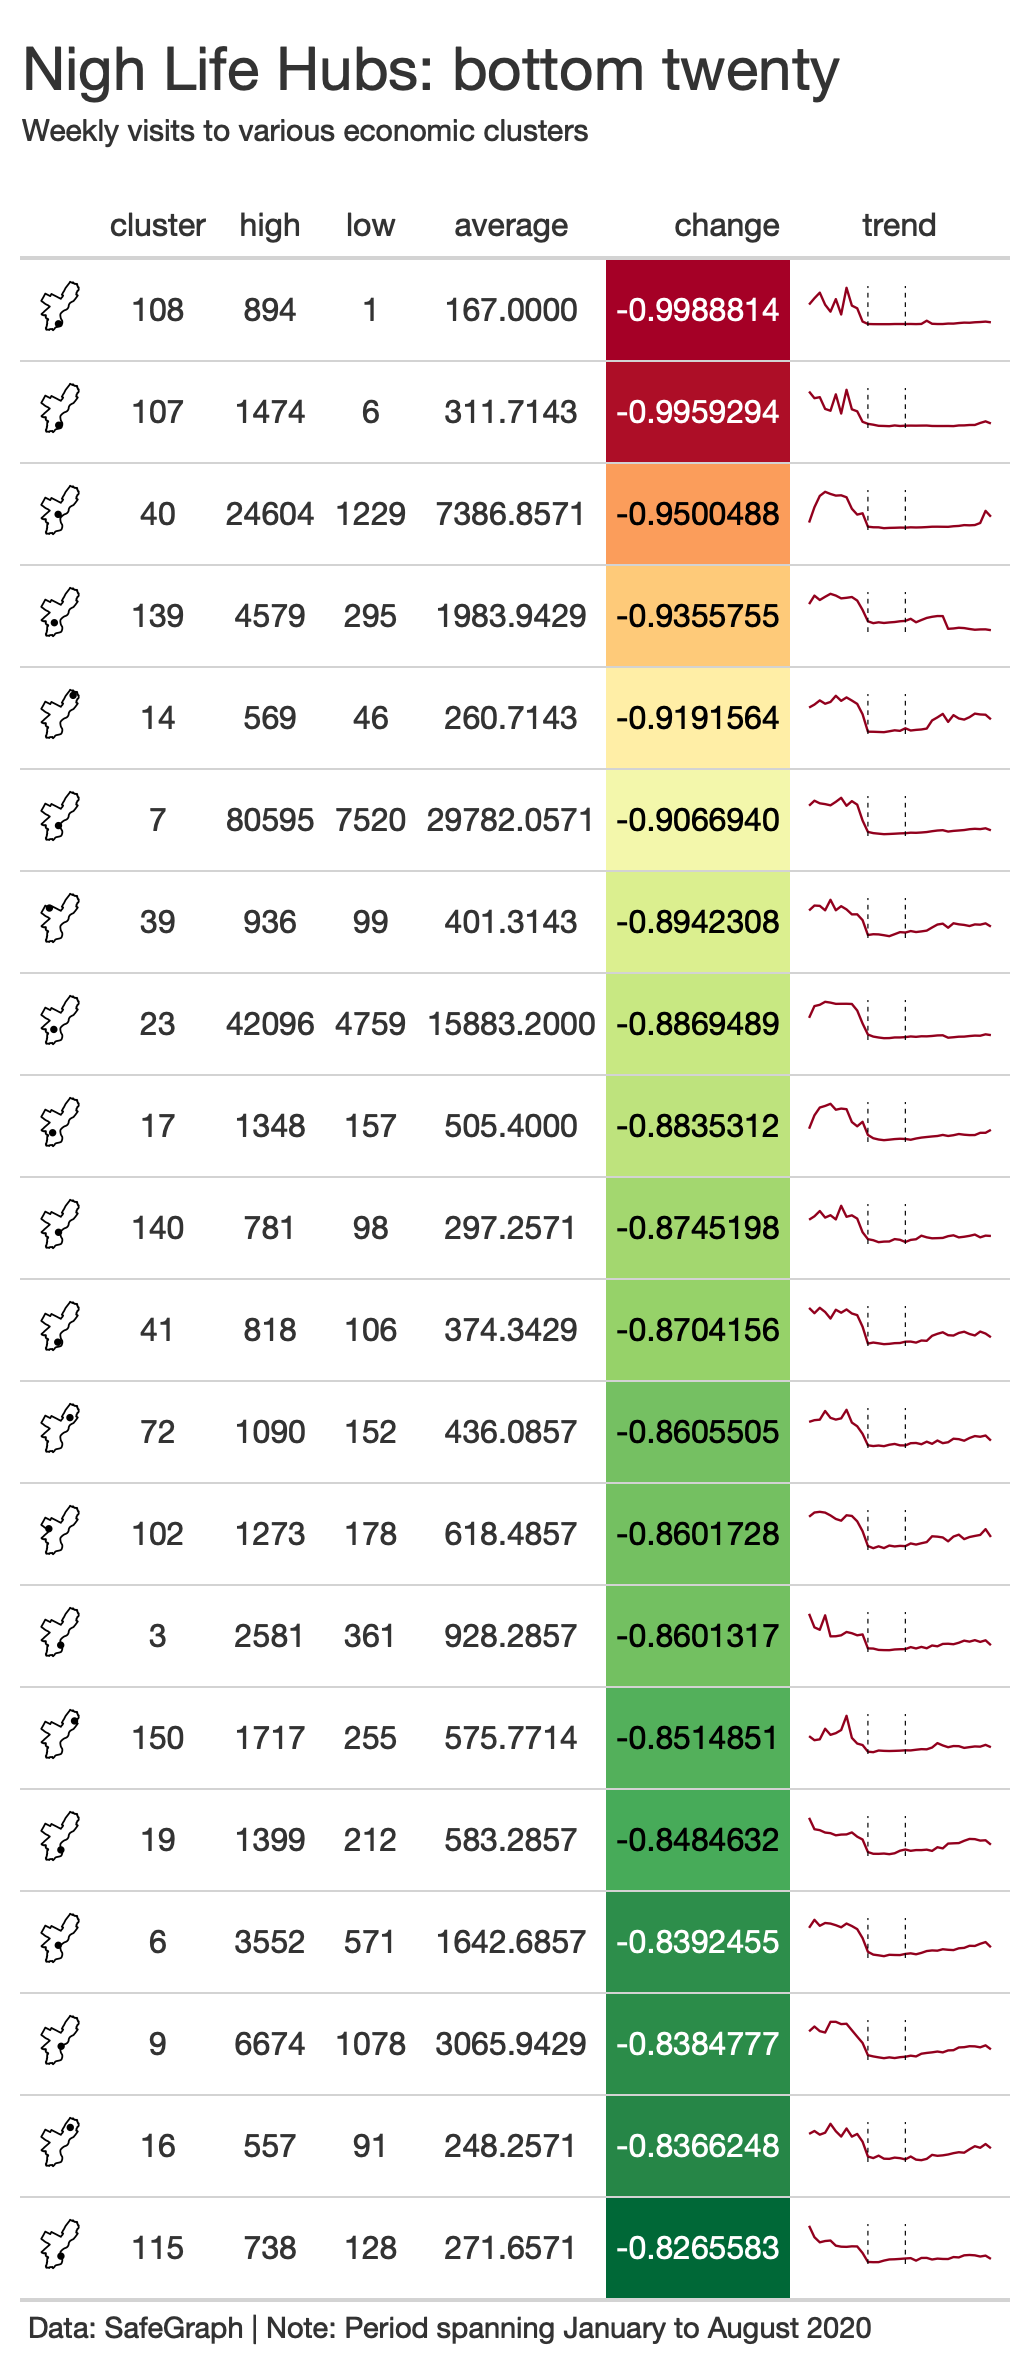 Nigh Life Hubs: bottom twenty
Weekly visits to various economic clusters
cluster high low average change trend
108 894 1 167.0000 -0.9988814
107 1474 6 311.7143 -0.9959294
40 24604 1229 7386.8571 -0.9500488
139 4579 295 1983.9429 -0.9355755
14 569 46 260.7143 -0.9191564
7 80595 7520 29782.0571 -0.9066940
39 936 99 401.3143 -0.8942308
23 42096 4759 15883.2000 -0.8869489
17 1348 157 505.4000 -0.8835312
140 781 98 297.2571 -0.8745198
41 818 106 374.3429 -0.8704156
72 1090 152 436.0857 -0.8605505
102 1273 178 618.4857 -0.8601728
3 2581 361 928.2857 -0.8601317
150 1717 255 575.7714 -0.8514851
19 1399 212 583.2857 -0.8484632
6 3552 571 1642.6857 -0.8392455
9 6674 1078 3065.9429 -0.8384777
16 557 91 248.2571 -0.8366248
115 738 128 271.6571 -0.8265583
Data: SafeGraph | Note: Period spanning January to August 2020